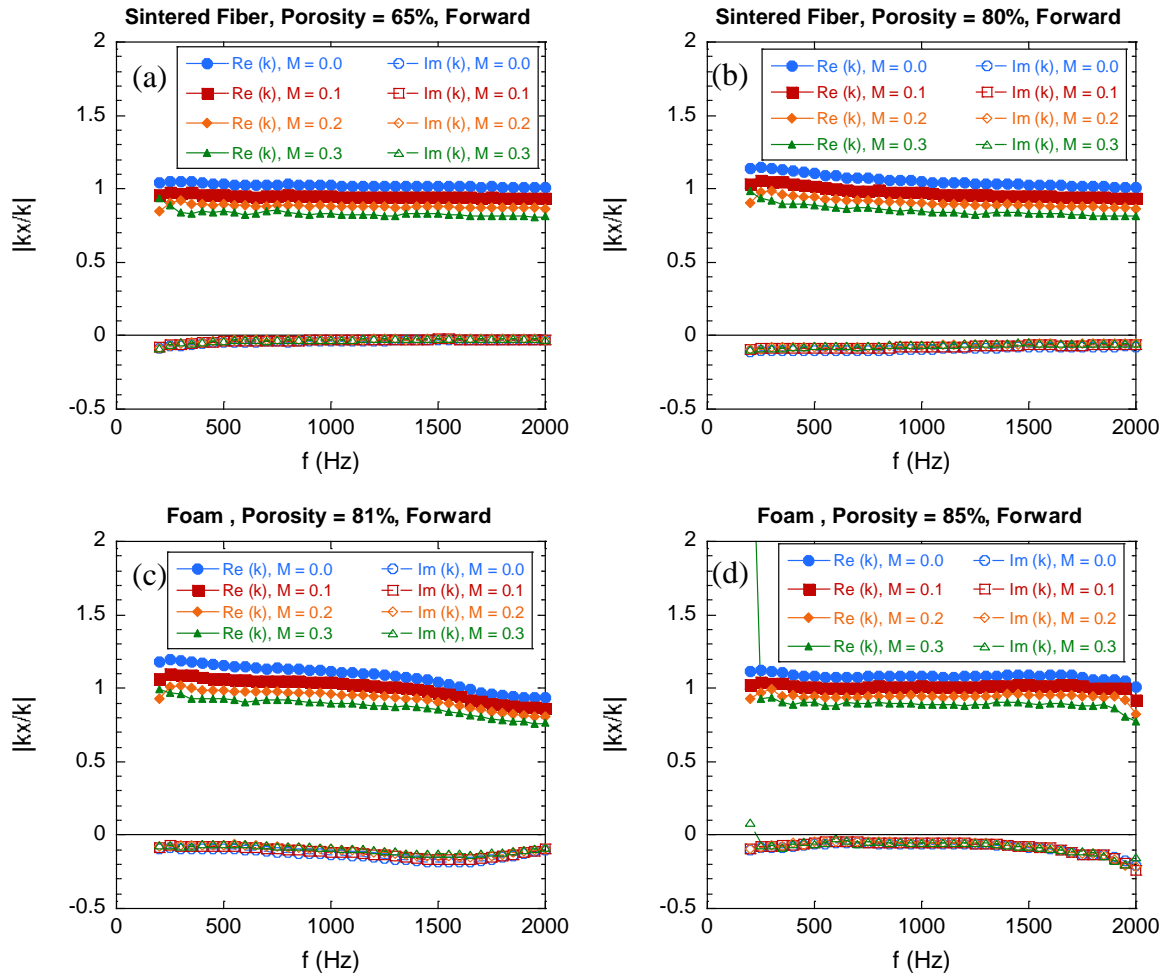 Sintered Fiber, Porosity = 65%, Forward
(a)
Re (k), M = 0.0
Im (k), M = 0.0
Re (k), M = 0.1
Im (k), M = 0.1
Re (k), M = 0.2
Im (k), M = 0.2
Re (k), M = 0.3
Im (k), M = 0.3
2
1.5
1
0.5
0
-0.5
|kx/k|
0 500 1000 1500 2000
f (Hz)
Sintered Fiber, Porosity = 80%, Forward
(b)
Re (k), M = 0.0
Im (k), M = 0.0
Re (k), M = 0.1
Im (k), M = 0.1
Re (k), M = 0.2
Im (k), M = 0.2
Re (k), M = 0.3
Im (k), M = 0.3
2
1.5
1
0.5
0
-0.5
|kx/k|
0 500 1000 1500 2000
f (Hz)
Foam , Porosity = 81%, Forward
(c)
Re (k), M = 0.0
Im (k), M = 0.0
Re (k), M = 0.1
Im (k), M = 0.1
Re (k), M = 0.2
Im (k), M = 0.2
Re (k), M = 0.3
Im (k), M = 0.3
2
1.5
1
0.5
0
-0.5
|kx/k|
0 500 1000 1500 2000
f (Hz)
Foam , Porosity = 85%, Forward
(d)
Re (k), M = 0.0
Im (k), M = 0.0
Re (k), M = 0.1
Im (k), M = 0.1
Re (k), M = 0.2
Im (k), M = 0.2
Re (k), M = 0.3
Im (k), M = 0.3
2
1.5
1
0.5
0
-0.5
|kx/k|
0 500 1000 1500 2000
f (Hz)